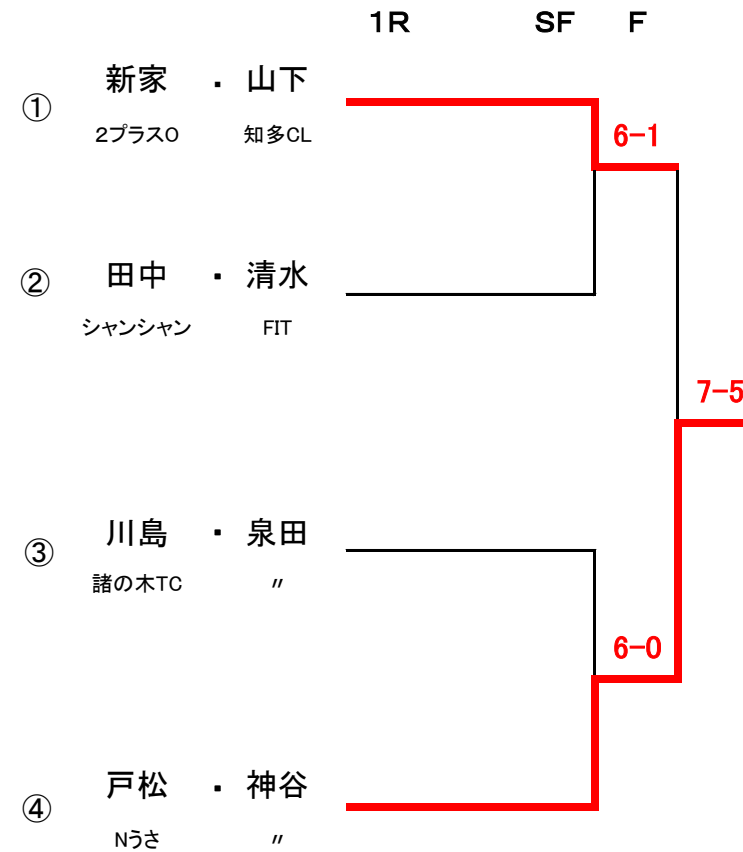 1R SF F
新家 ・ 山下
①
2プラスO 知多CL
6-1
田中 ・ 清水
②
シャンシャン FIT
7-5
川島 ・ 泉田
③
諸の木TC 〃
6-0
戸松 ・ 神谷
④
Nうさ 〃